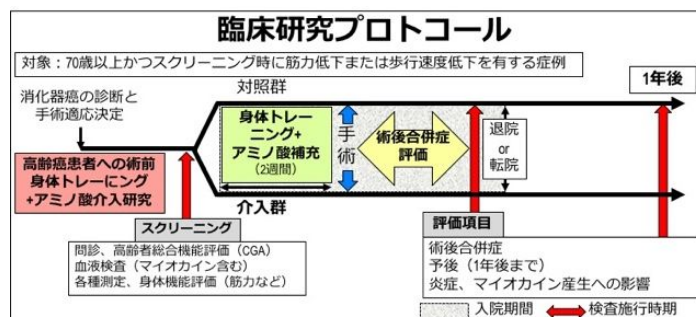 臨床研究プロトコール
対象：70歳以上かつスクリーニング時に筋力低下または歩行速度低下を有する症例
1年後
消化器癌の診断と
手術適応決定
対照群
身体トレー
ニング+
アミノ酸補充
(2週間)
手術
術後合併症
評価
退院
or
転院
高齢癌患者への術前
身体トレーにング
+アミノ酸介入研究
介入群
スクリーニング
問診、高齢者総合機能評価（CGA）
血液検査（マイオカイン含む）
各種測定、身体機能評価（筋力など）
評価項目
術後合併症
予後（1年後まで）
炎症、マイオカイン産生への影響
入院期間
検査施行時期